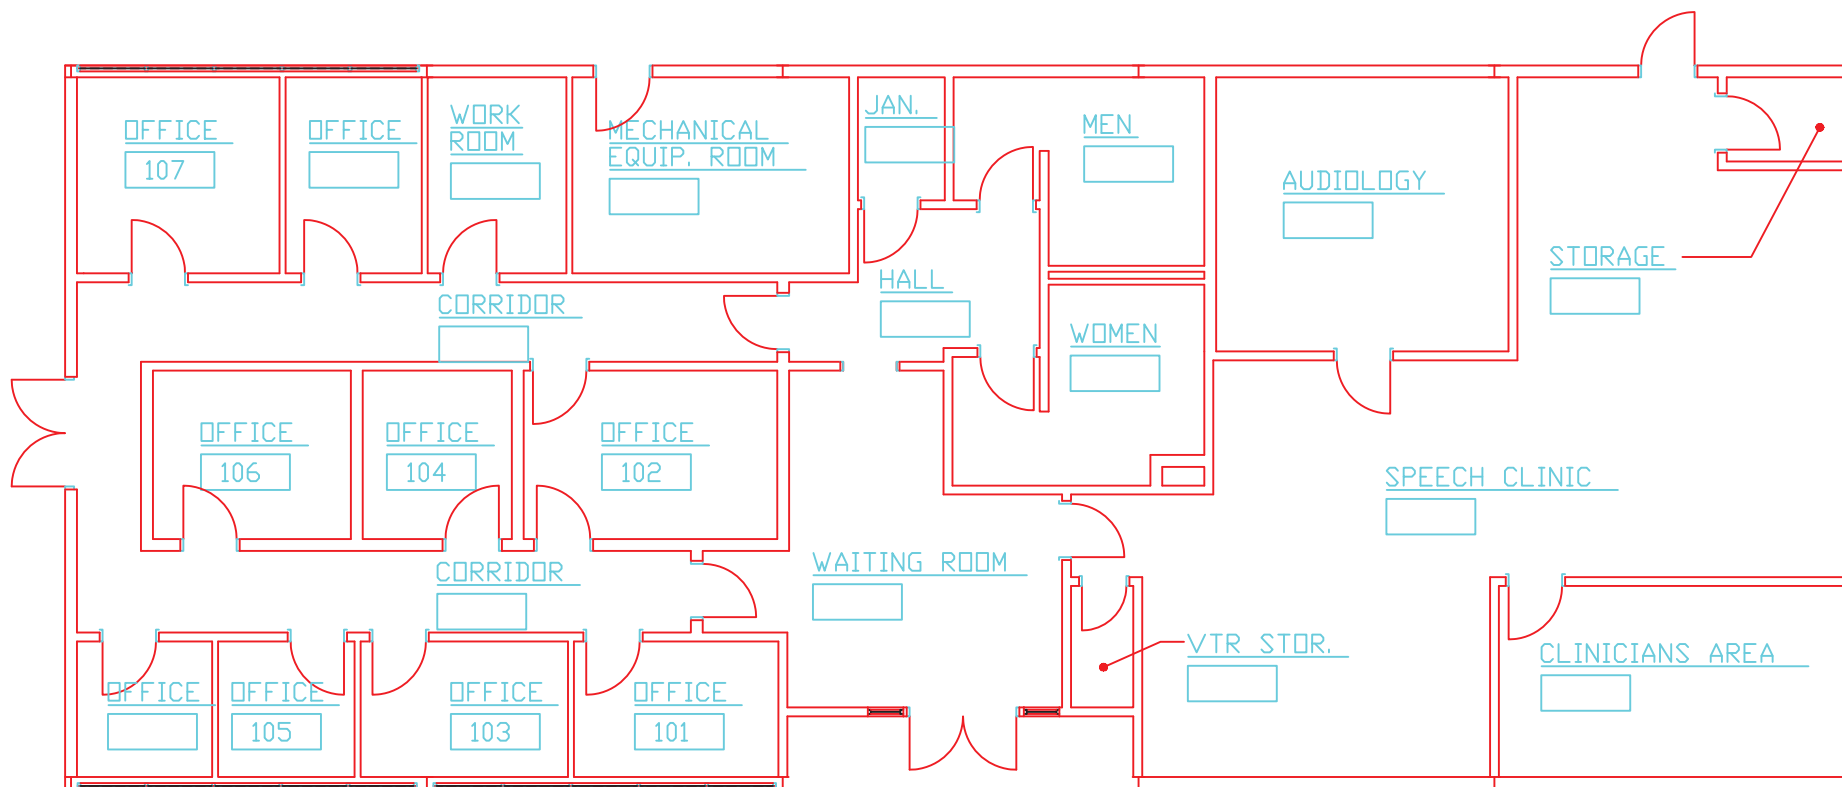 OFFICE
107
OFFICE
WORK
ROOM
MECHANICAL
EQUIP. ROOM
JAN.
MEN
AUDIOLOGY
STORAGE
HALL
CORRIDOR
WOMEN
OFFICE
106
OFFICE
104
OFFICE
102
SPEECH CLINIC
CORRIDOR
WAITING ROOM
VTR STOR.
CLINICIANS AREA
OFFICE
OFFICE
105
OFFICE
103
OFFICE
101